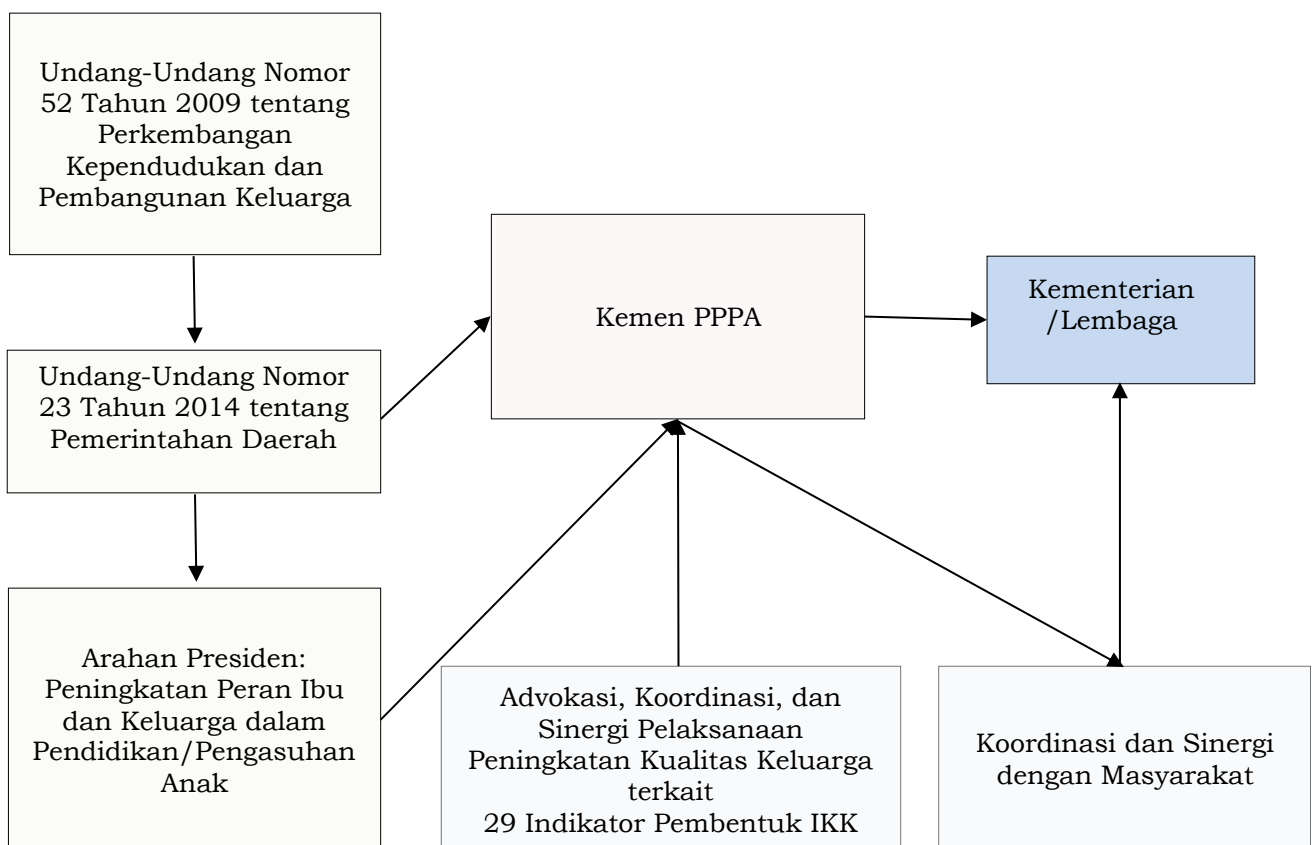 Undang-Undang Nomor
52 Tahun 2009 tentang
Perkembangan
Kependudukan dan
Pembangunan Keluarga
Undang-Undang Nomor
23 Tahun 2014 tentang
Pemerintahan Daerah
Arahan Presiden:
Peningkatan Peran Ibu
dan Keluarga dalam
Pendidikan/Pengasuhan
Anak
Kemen PPPA
Kementerian
/Lembaga
Advokasi, Koordinasi, dan
Sinergi Pelaksanaan
Peningkatan Kualitas Keluarga
terkait
29 Indikator Pembentuk IKK
Koordinasi dan Sinergi
dengan Masyarakat